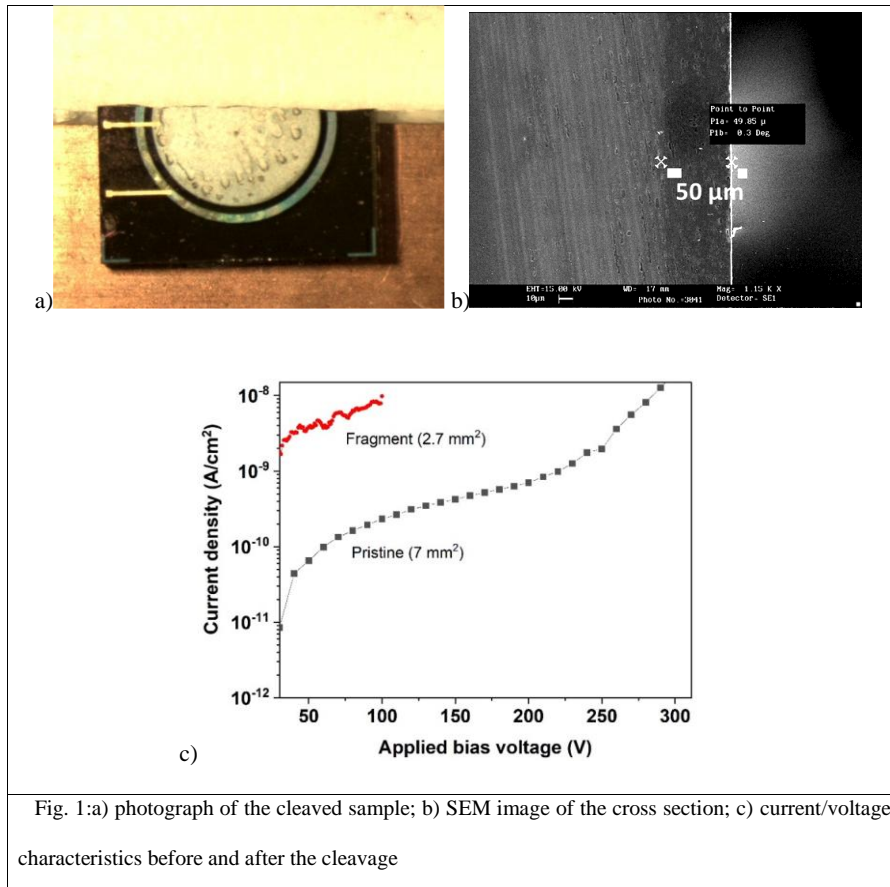 a)
b)
Point to Point
P1a= 49.85 µ
P1b= 0.3 Deg
50 µm
EHT=15.00 kV WD= 17 mm Mag= 1.15 K X
10µm Photo No.=3041 Detector= SE1
10⁻⁸
10⁻⁹
10⁻¹⁰
10⁻¹¹
10⁻¹²
Current density (A/cm²)
Fragment (2.7 mm²)
Pristine (7 mm²)
50 100 150 200 250 300
Applied bias voltage (V)
c)
Fig. 1:a) photograph of the cleaved sample; b) SEM image of the cross section; c) current/voltage
characteristics before and after the cleavage